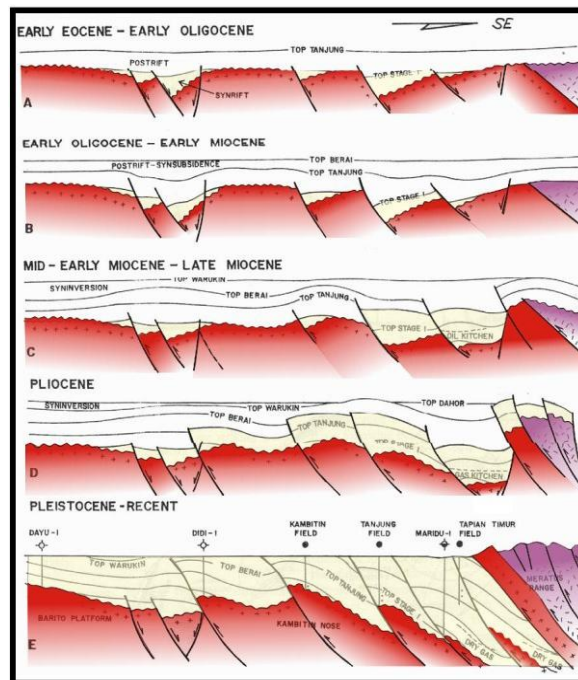 EARLY EOCENE - EARLY OLIGOCENE
SE
TOP TANJUNG
POSTRIFT
TOP STAGE I
SYNRIFT
A
EARLY OLIGOCENE - EARLY MIOCENE
TOP BERAI
POSTRIFT-SYNSUBSIDENCE
TOP TANJUNG
TOP STAGE I
B
MID-EARLY MIOCENE - LATE MIOCENE
TOP WARUKIN
SYNINVERSION
TOP BERAI
TOP TANJUNG
TOP STAGE I
OIL KITCHEN
C
PLIOCENE
SYNINVERSION
TOP WARUKIN
TOP DAHOR
TOP BERAI
TOP TANJUNG
TOP STAGE I
GAS KITCHEN
D
PLEISTOCENE-RECENT
DAYU-I
DIDI-I
KAMBITIN FIELD
TANJUNG FIELD
MARIDU-I
TAPIAN TIMUR FIELD
TOP WARUKIN
TOP BERAI
TOP TANJUNG
TOP STAGE I
MERATUS RANGE
BARITO PLATFORM
KAMBITIN NOSE
DRY GAS
DRY GAS
E